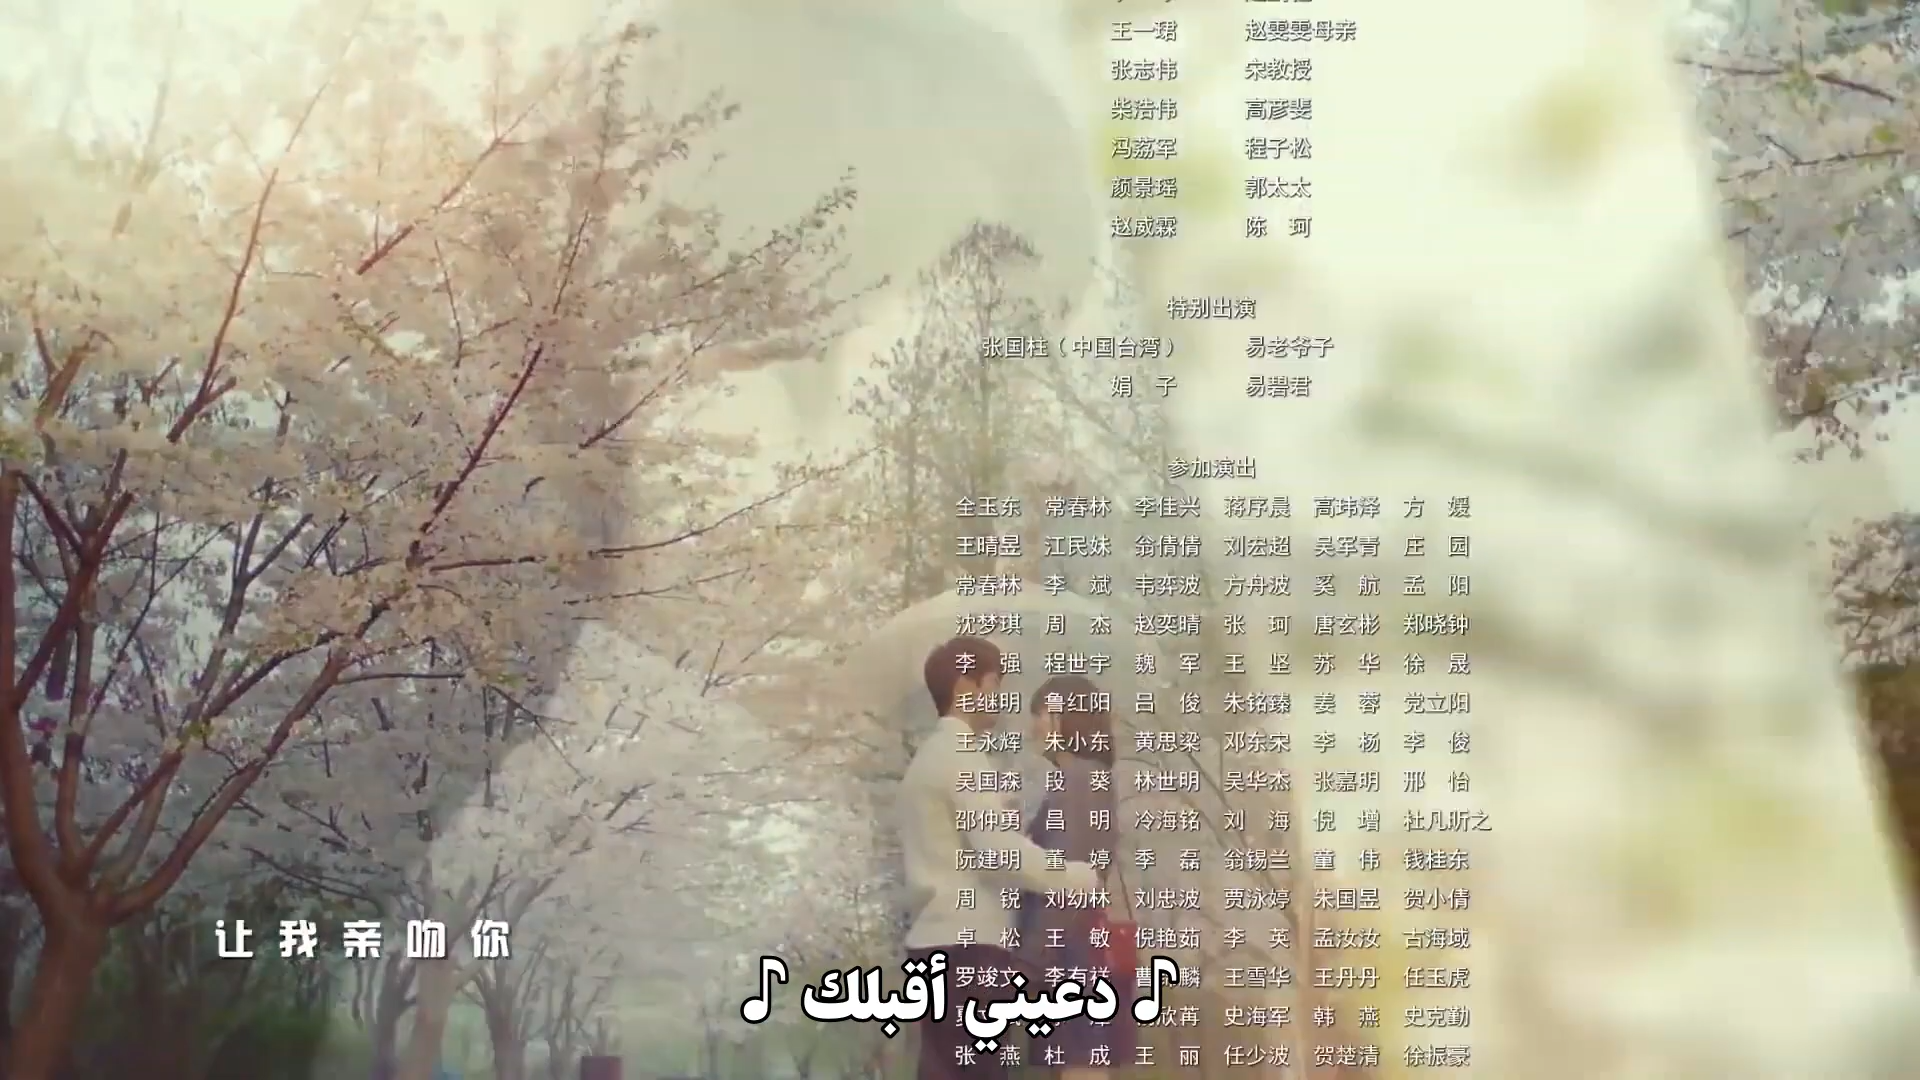 王一珺 赵雯雯母亲
张志伟 宋教授
柴浩伟 高彦斐
冯荔军 程子松
颜景瑶 郭太太
赵威霖 陈 珂
特别出演
张国柱（中国台湾） 易老爷子
娟 子 易碧君
参加演出
全玉东 常春林 李佳兴 蒋序晨 高玮泽 方 媛
王晴昱 江民妹 翁倩倩 刘宏超 吴军青 庄 园
常春林 李 斌 韦弈波 方舟波 奚 航 孟 阳
沈梦琪 周 杰 赵奕晴 张 珂 唐玄彬 郑晓钟
李 强 程世宇 魏 军 王 坚 苏 华 徐 晟
毛继明 鲁红阳 吕 俊 朱铭臻 姜 蓉 党立阳
王永辉 朱小东 黄思梁 邓东宋 李 杨 李 俊
吴国森 段 葵 林世明 吴华杰 张嘉明 邢 怡
邵仲勇 昌 明 冷海铭 刘 海 倪 增 杜凡昕之
阮建明 董 婷 季 磊 翁锡兰 童 伟 钱桂东
周 锐 刘幼林 刘忠波 贾泳婷 朱国昱 贺小倩
卓 松 王 敏 倪艳茹 李 英 孟汝汝 古海域
让我亲吻你
罗竣文 李有祥 王雪华 王丹丹 任玉虎
♪ دعيني أقبلك ♪
史海军 韩 燕 史克勤
张 燕 杜 成 王 丽 任少波 贺楚清 徐振豪